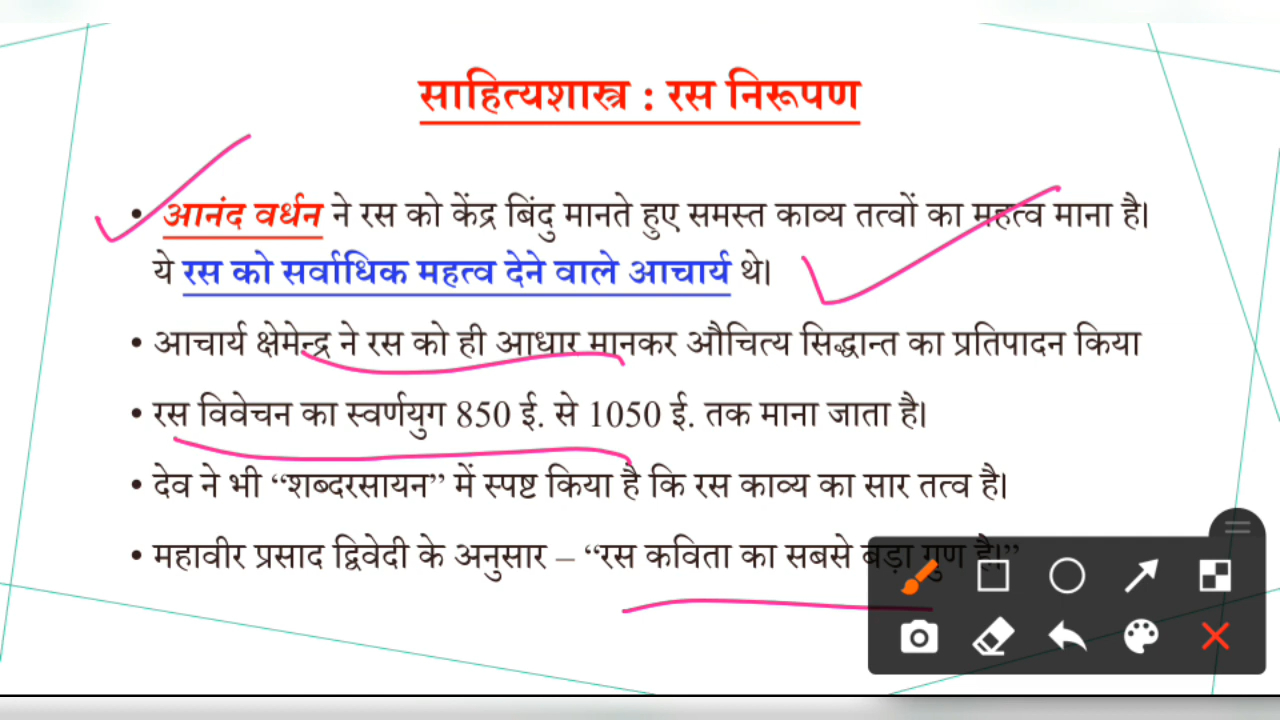 साहित्यशास्त्र : रस निरूपण
• आनंद वर्धन ने रस को केंद्र बिंदु मानते हुए समस्त काव्य तत्वों का महत्व माना है।
ये रस को सर्वाधिक महत्व देने वाले आचार्य थे।
• आचार्य क्षेमेन्द्र ने रस को ही आधार मानकर औचित्य सिद्धान्त का प्रतिपादन किया
• रस विवेचन का स्वर्णयुग 850 ई. से 1050 ई. तक माना जाता है।
• देव ने भी “शब्दरसायन” में स्पष्ट किया है कि रस काव्य का सार तत्व है।
• महावीर प्रसाद द्विवेदी के अनुसार – “रस कविता का सबसे बड़ा गुण है।”